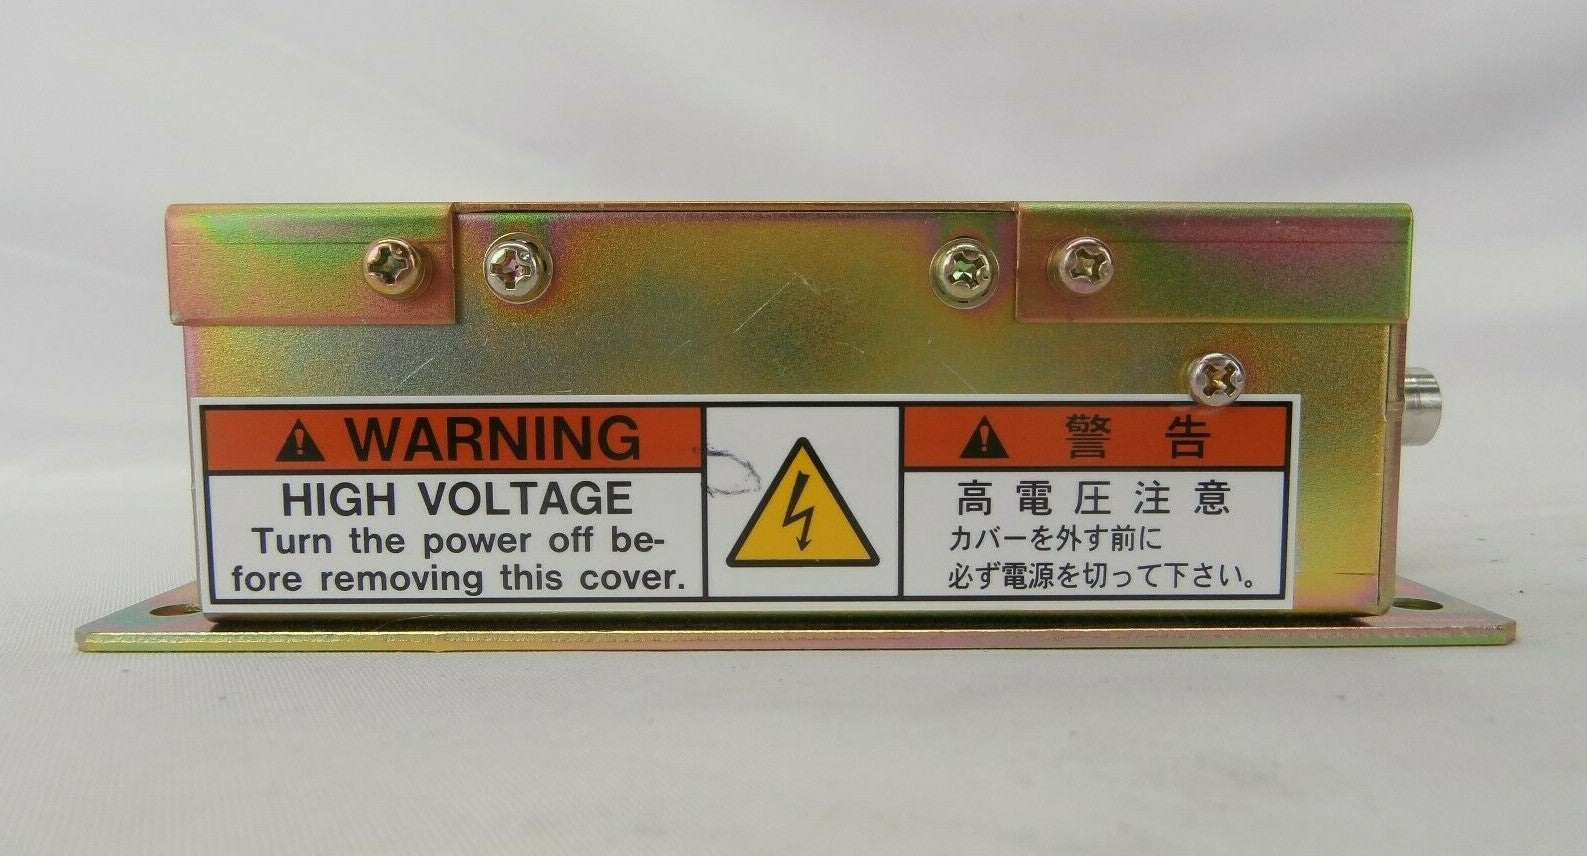 WARNING
HIGH VOLTAGE
Turn the power off be-
fore removing this cover.
警告
高電圧注意
カバーを外す前に
必ず電源を切って下さい。